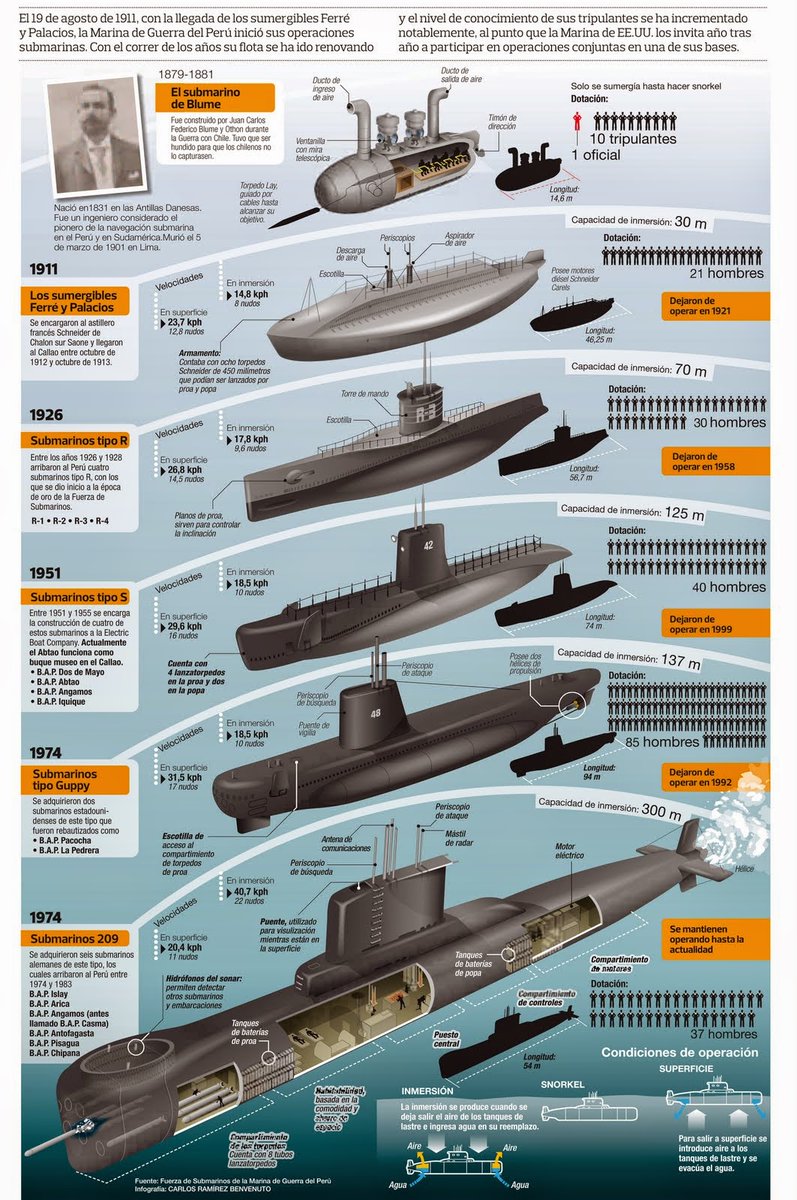 El 19 de agosto de 1911, con la llegada de los sumergibles Ferré
y Palacios, la Marina de Guerra del Perú inició sus operaciones
submarinas. Con el correr de los años su flota se ha ido renovando
y el nivel de conocimiento de sus tripulantes se ha incrementado
notablemente, al punto que la Marina de EE.UU. los invita año tras
año a participar en operaciones conjuntas en una de sus bases.
1879-1881
El submarino
de Blume
Fue construido por Juan Carlos
Federico Blume y Othon durante
la Guerra con Chile. Tuvo que ser
hundido para que los chilenos no
lo capturasen.
Nació en1831 en las Antillas Danesas.
Fue un ingeniero considerado el
pionero de la navegación submarina
en el Perú y en Sudamérica.Murió el 5
de marzo de 1901 en Lima.
Ducto de
ingreso
de aire
Ducto de
salida de aire
Ventanilla
con mira
telescópica
Timón de
dirección
Torpedo Lay,
guiado por
cables hasta
alcanzar su
objetivo.
Solo se sumergía hasta hacer snorkel
Dotación:
10 tripulantes
1 oficial
Longitud:
14,6 m
1911
Los sumergibles
Ferré y Palacios
Se encargaron al astillero
francés Schneider de
Chalon sur Saone y llegaron
al Callao entre octubre de
1912 y octubre de 1913.
Velocidades
En inmersión
14,8 kph
8 nudos
En superficie
23,7 kph
12,8 nudos
Escotilla
Descarga
de aire
Periscopios
Aspirador
de aire
Armamento:
Contaba con ocho torpedos
Schneider de 450 milímetros
que podían ser lanzados por
proa y popa
Posee motores
diésel Schneider
Carels
Longitud:
46,25 m
Capacidad de inmersión: 30 m
Dotación:
21 hombres
Dejaron de
operar en 1921
1926
Submarinos tipo R
Entre los años 1926 y 1928
arribaron al Perú cuatro
submarinos tipo R, con los
que se dio inicio a la época
de oro de la Fuerza de
Submarinos.
R-1 • R-2 • R-3 • R-4
Velocidades
En inmersión
17,8 kph
9,6 nudos
En superficie
26,8 kph
14,5 nudos
Torre de mando
Escotilla
R-3
Planos de proa,
sirven para controlar
la inclinación
Longitud:
56,7 m
Capacidad de inmersión: 70 m
Dotación:
30 hombres
Dejaron de
operar en 1958
1951
Submarinos tipo S
Entre 1951 y 1955 se encarga
la construcción de cuatro de
estos submarinos a la Electric
Boat Company. Actualmente
el Abtao funciona como
buque museo en el Callao.
• B.A.P. Dos de Mayo
• B.A.P. Abtao
• B.A.P. Angamos
• B.A.P. Iquique
Velocidades
En inmersión
18,5 kph
10 nudos
En superficie
29,6 kph
16 nudos
42
Cuenta con
4 lanzatorpedos
en la proa y dos
en la popa
Longitud:
74 m
Capacidad de inmersión: 125 m
Dotación:
40 hombres
Dejaron de
operar en 1999
1974
Submarinos
tipo Guppy
Se adquirieron dos
submarinos estadouni-
denses de este tipo que
fueron rebautizados como
• B.A.P. Pacocha
• B.A.P. La Pedrera
Velocidades
En inmersión
18,5 kph
10 nudos
En superficie
31,5 kph
17 nudos
Periscopio
de ataque
Periscopio
de búsqueda
Puente de
vigilia
48
Posee dos
hélices de
propulsión
Escotilla de
acceso al
compartimiento
de torpedos
de proa
Longitud:
94 m
Capacidad de inmersión: 137 m
Dotación:
85 hombres
Dejaron de
operar en 1992
1974
Submarinos 209
Se adquirieron seis submarinos
alemanes de este tipo, los
cuales arribaron al Perú entre
1974 y 1983
B.A.P. Islay
B.A.P. Arica
B.A.P. Angamos (antes
llamado B.A.P. Casma)
B.A.P. Antofagasta
B.A.P. Pisagua
B.A.P. Chipana
Velocidades
En inmersión
40,7 kph
22 nudos
En superficie
20,4 kph
11 nudos
Periscopio
de ataque
Antena de
comunicaciones
Mástil
de radar
Periscopio
de búsqueda
Puente, utilizado
para visulización
mientras están en
la superficie
Motor
eléctrico
Hélice
Capacidad de inmersión: 300 m
Se mantienen
operando hasta la
actualidad
Hidrófonos del sonar:
permiten detectar
otros submarinos y
embarcaciones
Tanques
de baterías
de proa
Tanques
de baterías
de popa
Compartimiento
de motores
Compartimiento
de controles
Puesto
central
Habitabilidad,
basada en la
comodidad y
espacio
Compartimiento
de los torpedos
Cuenta con 8 tubos
lanzatorpedos
Longitud:
54 m
Dotación:
37 hombres
Condiciones de operación
INMERSIÓN
La inmersión se produce cuando se
deja salir el aire de los tanques de
lastre e ingresa agua en su reemplazo.
Aire
Aire
Agua
Agua
SNORKEL
SUPERFICIE
Para salir a superficie se
introduce aire a los
tanques de lastre y se
evacúa el agua.
Fuente: Fuerza de Submarinos de la Marina de Guerra del Perú
Infografía: CARLOS RAMÍREZ BENVENUTO